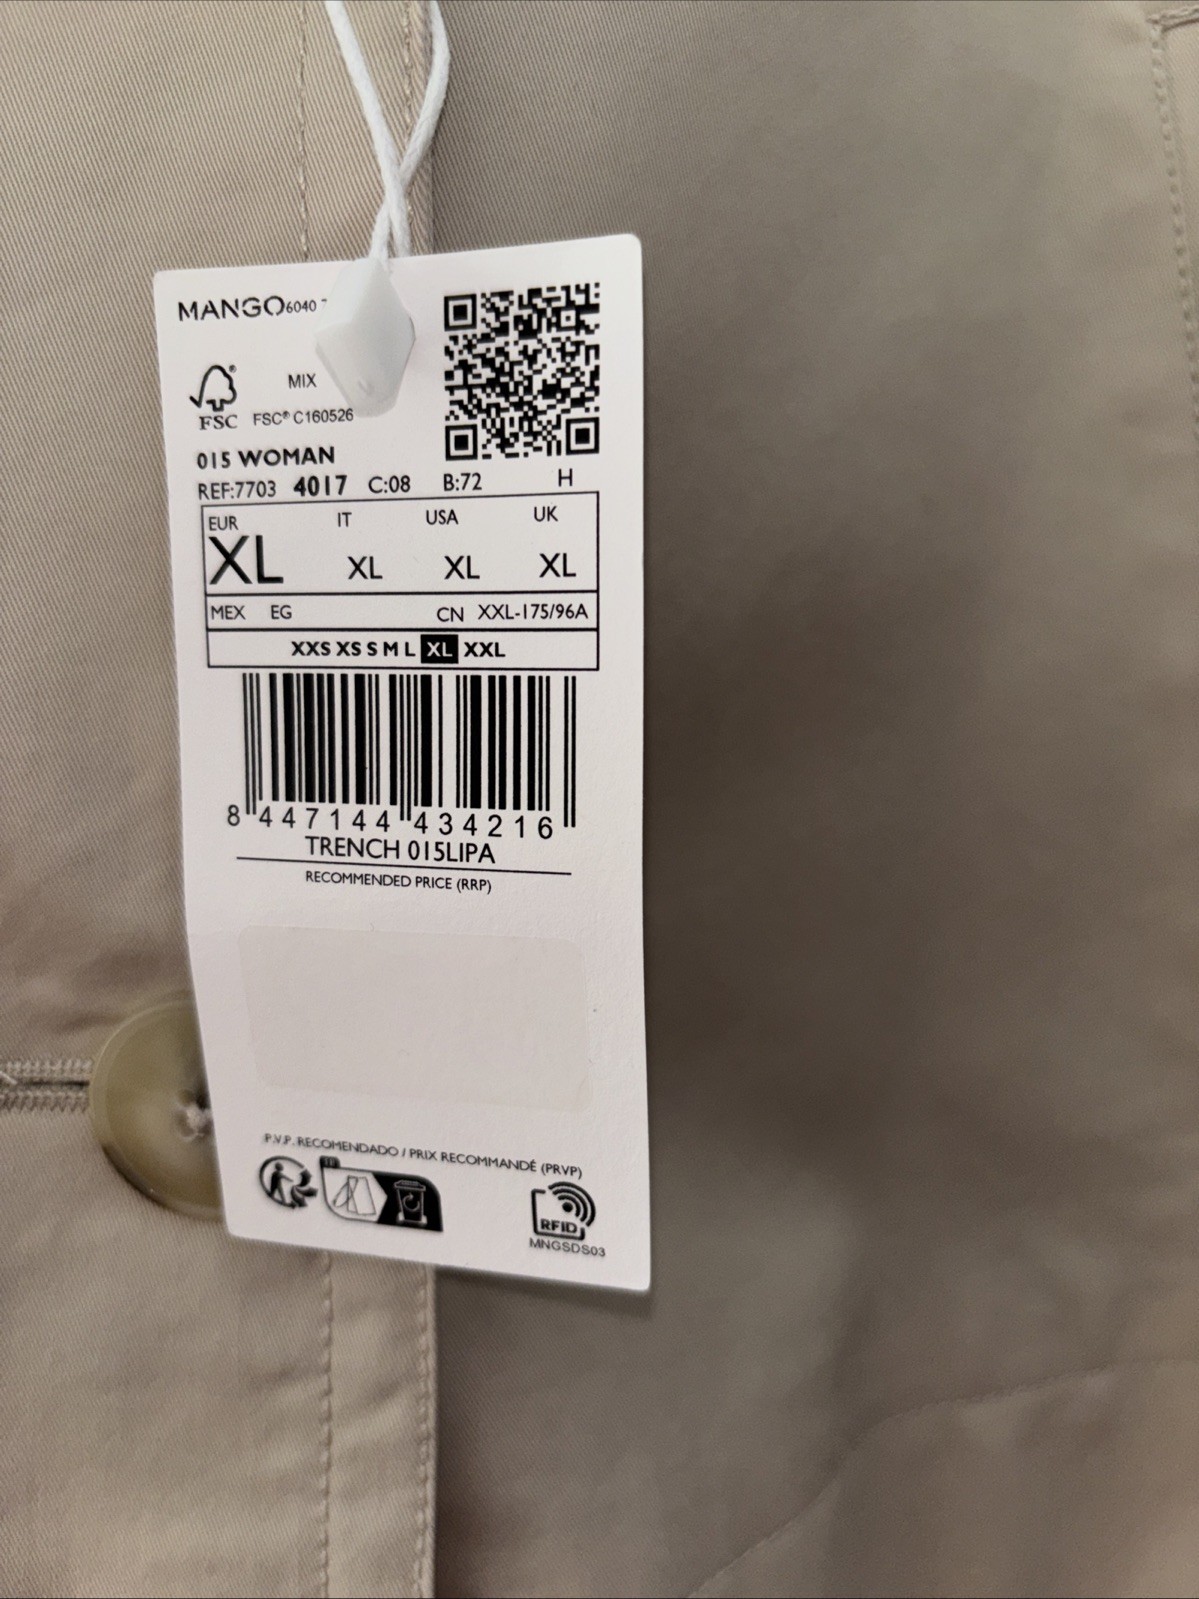 MANGO 6040
MIX
FSC® C160526
FSC
015 WOMAN
REF:7703 4017 C:08 B:72 H
EUR IT USA UK
XL XL XL XL
MEX EG CN XXL-175/96A
XXS XS S M L XL XXL
8 447144 434216
TRENCH 015LIPA
RECOMMENDED PRICE (RRP)
P.V.P. RECOMENDADO / PRIX RECOMMANDÉ (PRVP)
RFID
MNGSDS03